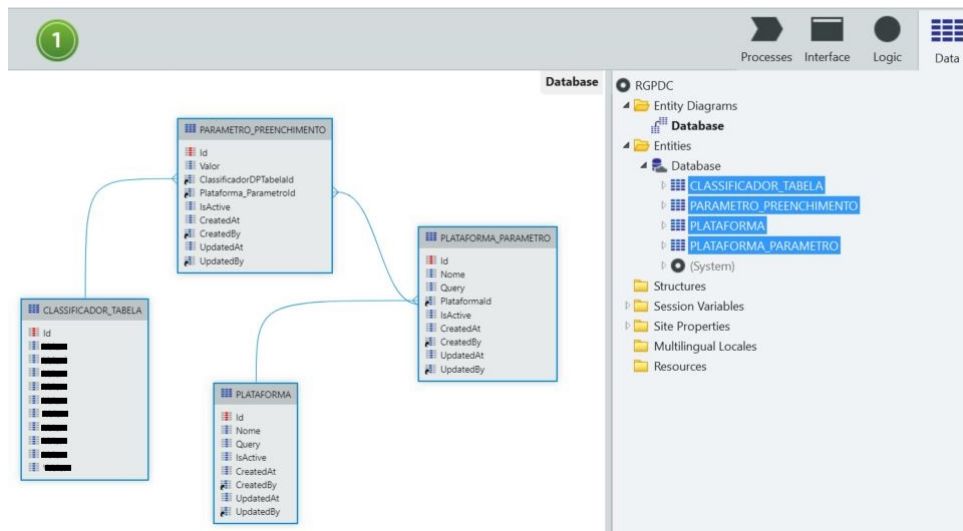 1
Processes
Interface
Logic
Data
Database
PARAMETRO_PREENCHIMENTO
Id
Valor
ClassificadorDPTabelaId
Plataforma_ParametroId
IsActive
CreatedAt
CreatedBy
UpdatedAt
UpdatedBy
PLATAFORMA_PARAMETRO
Id
Nome
Query
PlataformaId
IsActive
CreatedAt
CreatedBy
UpdatedAt
UpdatedBy
CLASSIFICADOR_TABELA
Id
PLATAFORMA
Id
Nome
Query
IsActive
CreatedAt
CreatedBy
UpdatedAt
UpdatedBy
RGPDC
Entity Diagrams
Database
Entities
Database
CLASSIFICADOR_TABELA
PARAMETRO_PREENCHIMENTO
PLATAFORMA
PLATAFORMA_PARAMETRO
(System)
Structures
Session Variables
Site Properties
Multilingual Locales
Resources